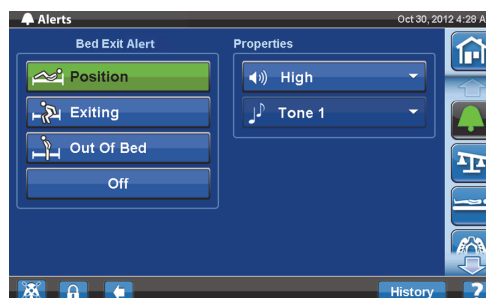 Alerts
Oct 30, 2012 4:28 A
Bed Exit Alert
Properties
Position
High
Exiting
Tone 1
Out Of Bed
Off
History
?